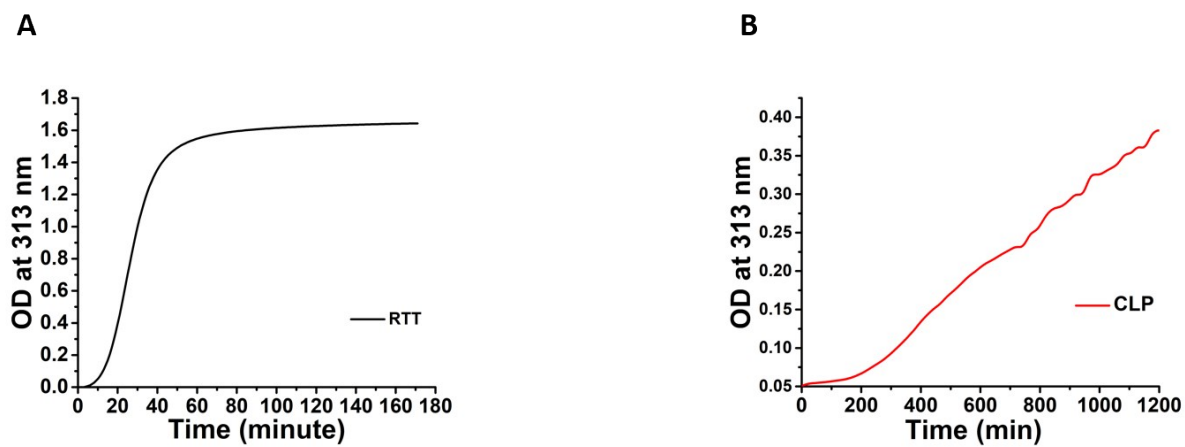 A
B
OD at 313 nm
1.8
1.6
1.4
1.2
1.0
0.8
0.6
0.4
0.2
0.0
RTT
0 20 40 60 80 100 120 140 160 180
Time (minute)
OD at 313 nm
0.40
0.35
0.30
0.25
0.20
0.15
0.10
0.05
CLP
0 200 400 600 800 1000 1200
Time (min)